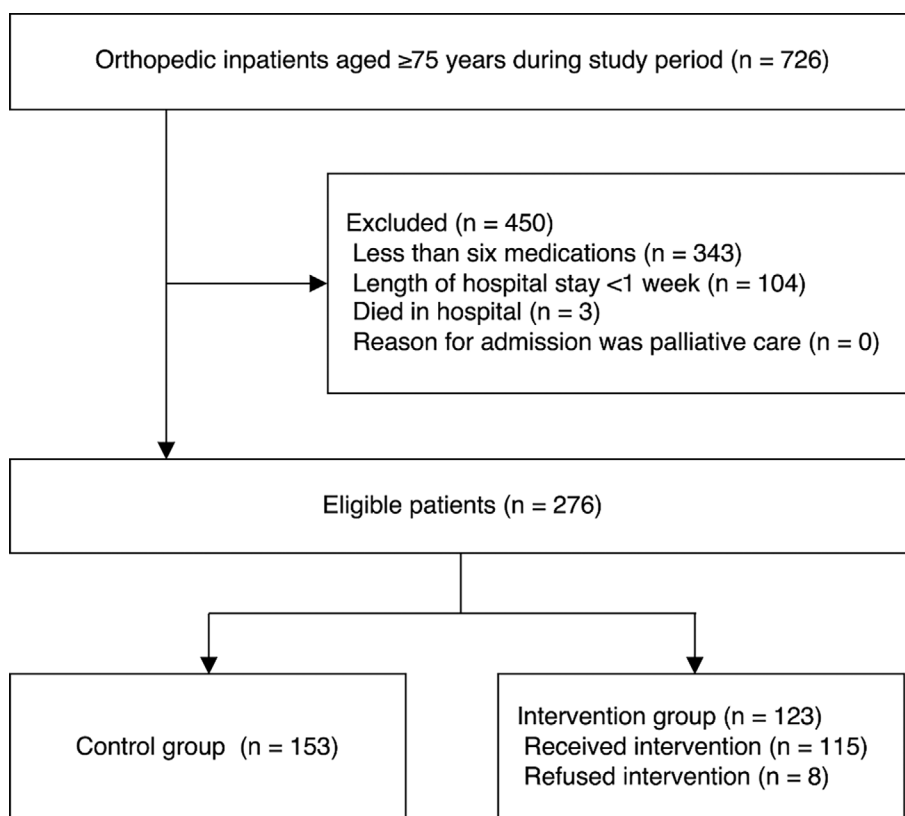 Orthopedic inpatients aged ≥75 years during study period (n = 726)
Excluded (n = 450)
Less than six medications (n = 343)
Length of hospital stay <1 week (n = 104)
Died in hospital (n = 3)
Reason for admission was palliative care (n = 0)
Eligible patients (n = 276)
Control group (n = 153)
Intervention group (n = 123)
Received intervention (n = 115)
Refused intervention (n = 8)